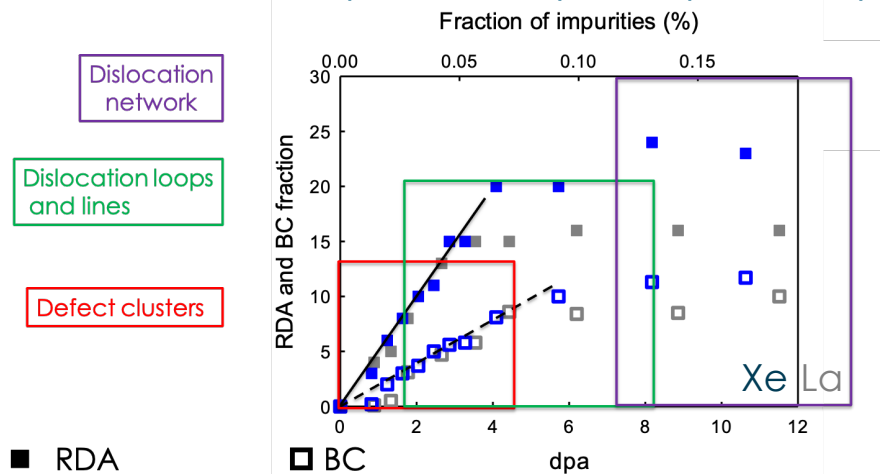 Fraction of impurities (%)
0.00 0.05 0.10 0.15
Dislocation
network
Dislocation loops
and lines
Defect clusters
RDA and BC fraction
30
25
20
15
10
5
0
Xe La
0 2 4 6 8 10 12
dpa
RDA
BC